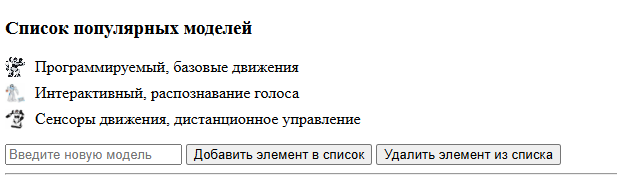 Список популярных моделей
Программируемый, базовые движения
Интерактивный, распознавание голоса
Сенсоры движения, дистанционное управление
Введите новую модель Добавить элемент в список Удалить элемент из списка